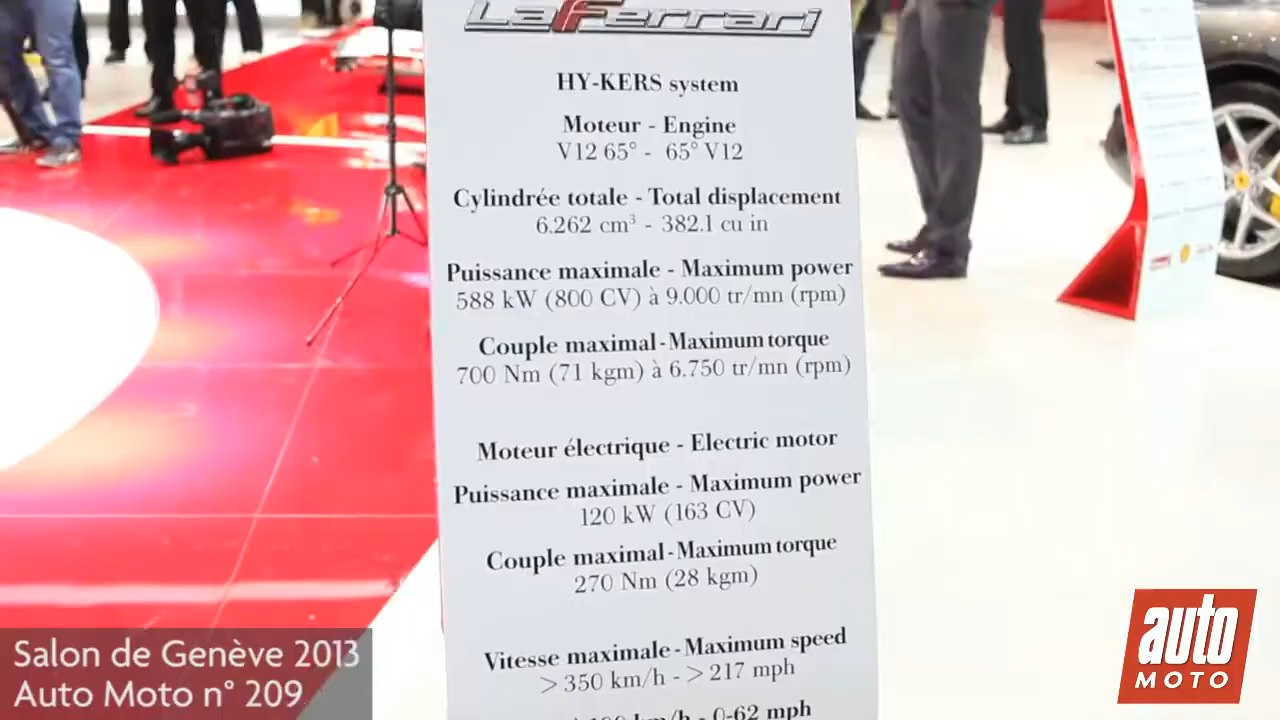 LaFerrari
HY-KERS system
Moteur - Engine
V12 65° - 65° V12
Cylindrée totale - Total displacement
6.262 cm³ - 382.1 cu in
Puissance maximale - Maximum power
588 kW (800 CV) à 9.000 tr/mn (rpm)
Couple maximal - Maximum torque
700 Nm (71 kgm) à 6.750 tr/mn (rpm)
Moteur électrique - Electric motor
Puissance maximale - Maximum power
120 kW (163 CV)
Couple maximal - Maximum torque
270 Nm (28 kgm)
Vitesse maximale - Maximum speed
> 350 km/h - > 217 mph
km/h - 0-62 mph
Salon de Genève 2013
Auto Moto n° 209
auto
MOTO